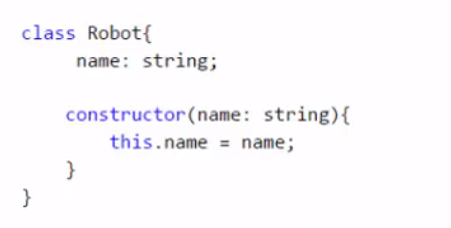 class Robot{
name: string;
constructor(name: string){
this.name = name;
}
}